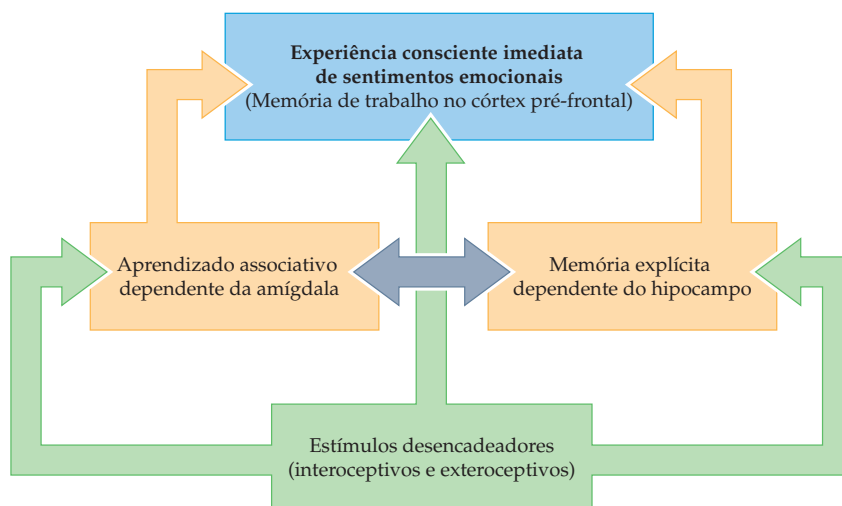 Experiência consciente imediata
de sentimentos emocionais
(Memória de trabalho no córtex pré-frontal)
Aprendizado associativo
dependente da amígdala
Memória explícita
dependente do hipocampo
Estímulos desencadeadores
(interoceptivos e exteroceptivos)